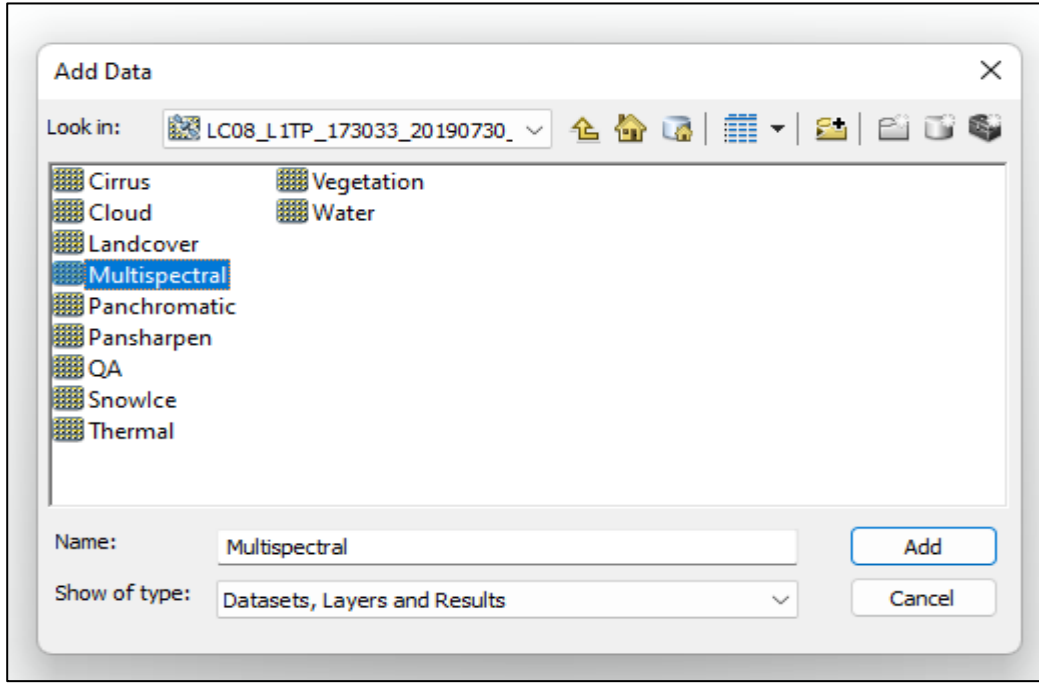 Add Data
Look in: LC08_L1TP_173033_20190730_
Cirrus
Cloud
Landcover
Multispectral
Panchromatic
Pansharpen
QA
SnowIce
Thermal
Vegetation
Water
Name: Multispectral
Add
Show of type: Datasets, Layers and Results
Cancel